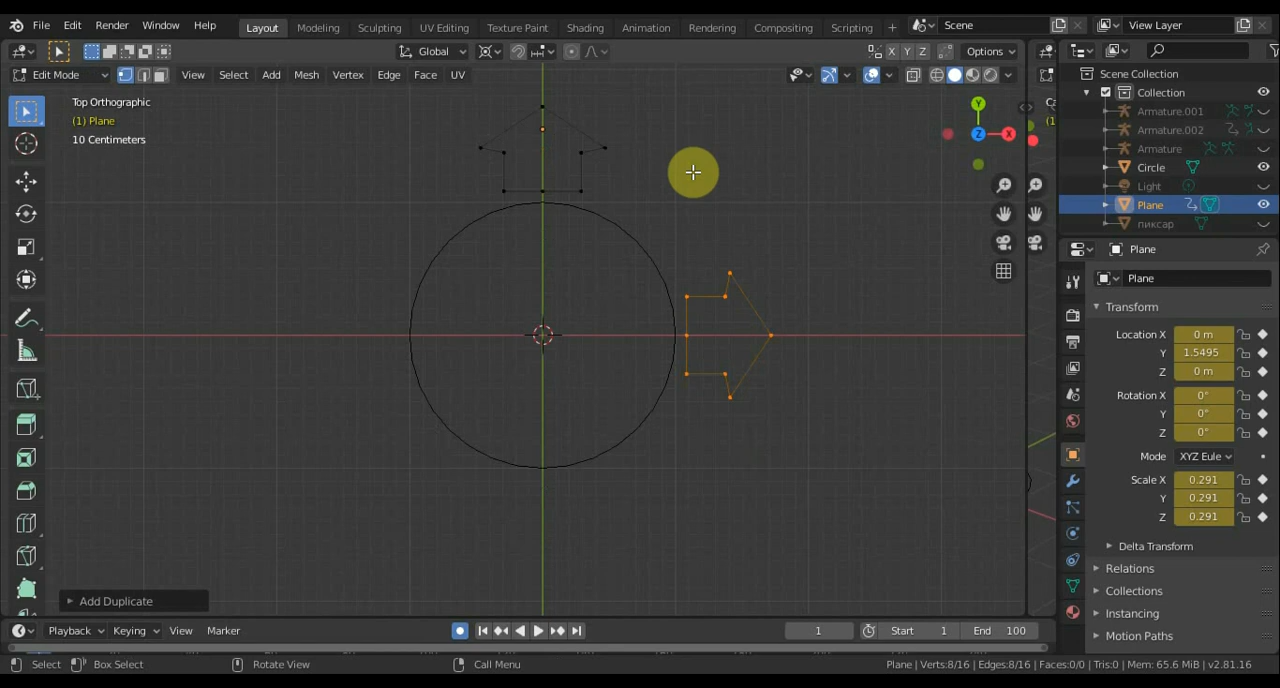 File Edit Render Window Help Layout Modeling Sculpting UV Editing Texture Paint Shading Animation Rendering Compositing Scripting + Scene View Layer
Global X Y Z Options
Edit Mode View Select Add Mesh Vertex Edge Face UV
Top Orthographic
(1) Plane
10 Centimeters
Y
Z
X
Add Duplicate
Scene Collection
Collection
Armature.001
Armature.002
Armature
Circle
Light
Plane
пиксар
Plane
Plane
Transform
Location X 0 m
Y 1.5495
Z 0 m
Rotation X 0°
Y 0°
Z 0°
Mode XYZ Eule
Scale X 0.291
Y 0.291
Z 0.291
Delta Transform
Relations
Collections
Instancing
Motion Paths
Playback Keying View Marker 1 Start 1 End 100
Select Box Select Rotate View Call Menu Plane | Verts:8/16 | Edges:8/16 | Faces:0/0 | Tris:0 | Mem: 65.6 MiB | v2.81.16